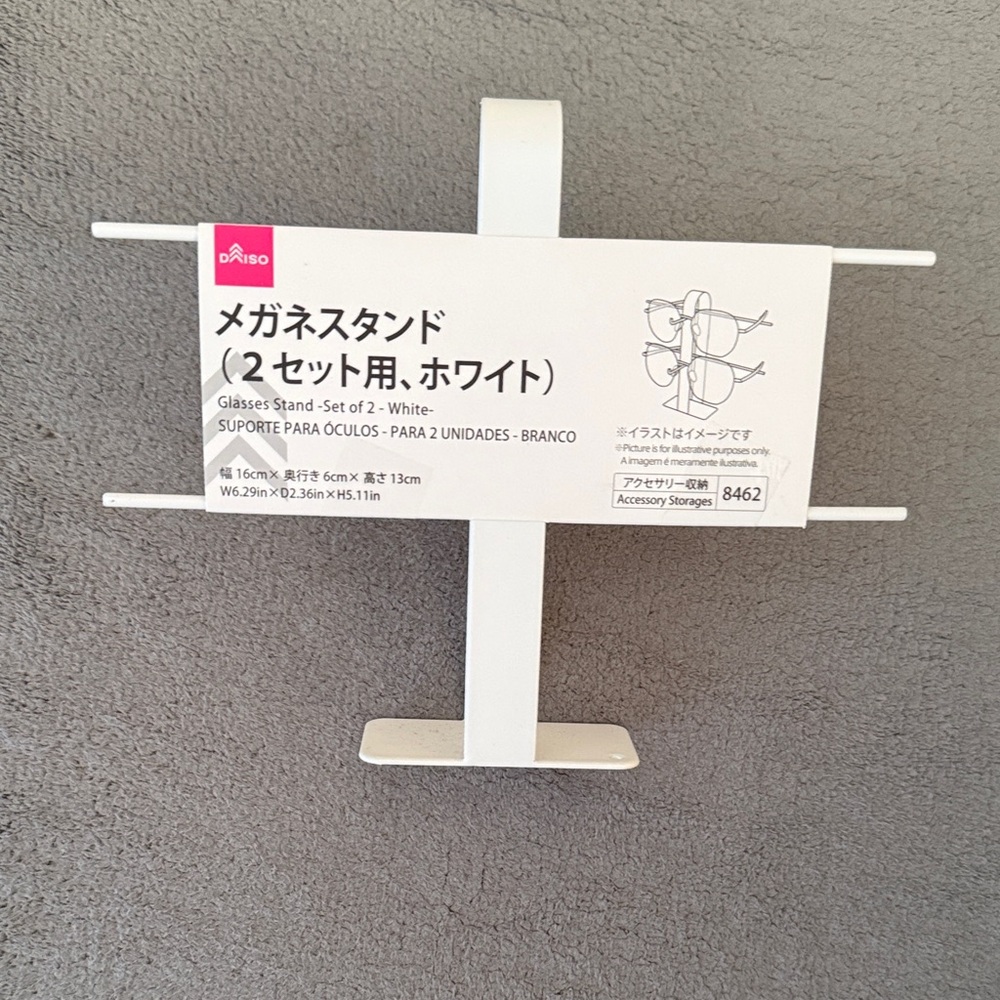 DAISO
メガネスタンド
(2セット用、ホワイト)
Glasses Stand -Set of 2 - White-
SUPORTE PARA ÓCULOS - PARA 2 UNIDADES - BRANCO
幅 16cm× 奥行き 6cm× 高さ 13cm
W6.29in×D2.36in×H5.11in
※イラストはイメージです
※Picture is for illustrative purposes only.
A imagem é meramente ilustrativa.
アクセサリー収納
Accessory Storages
8462